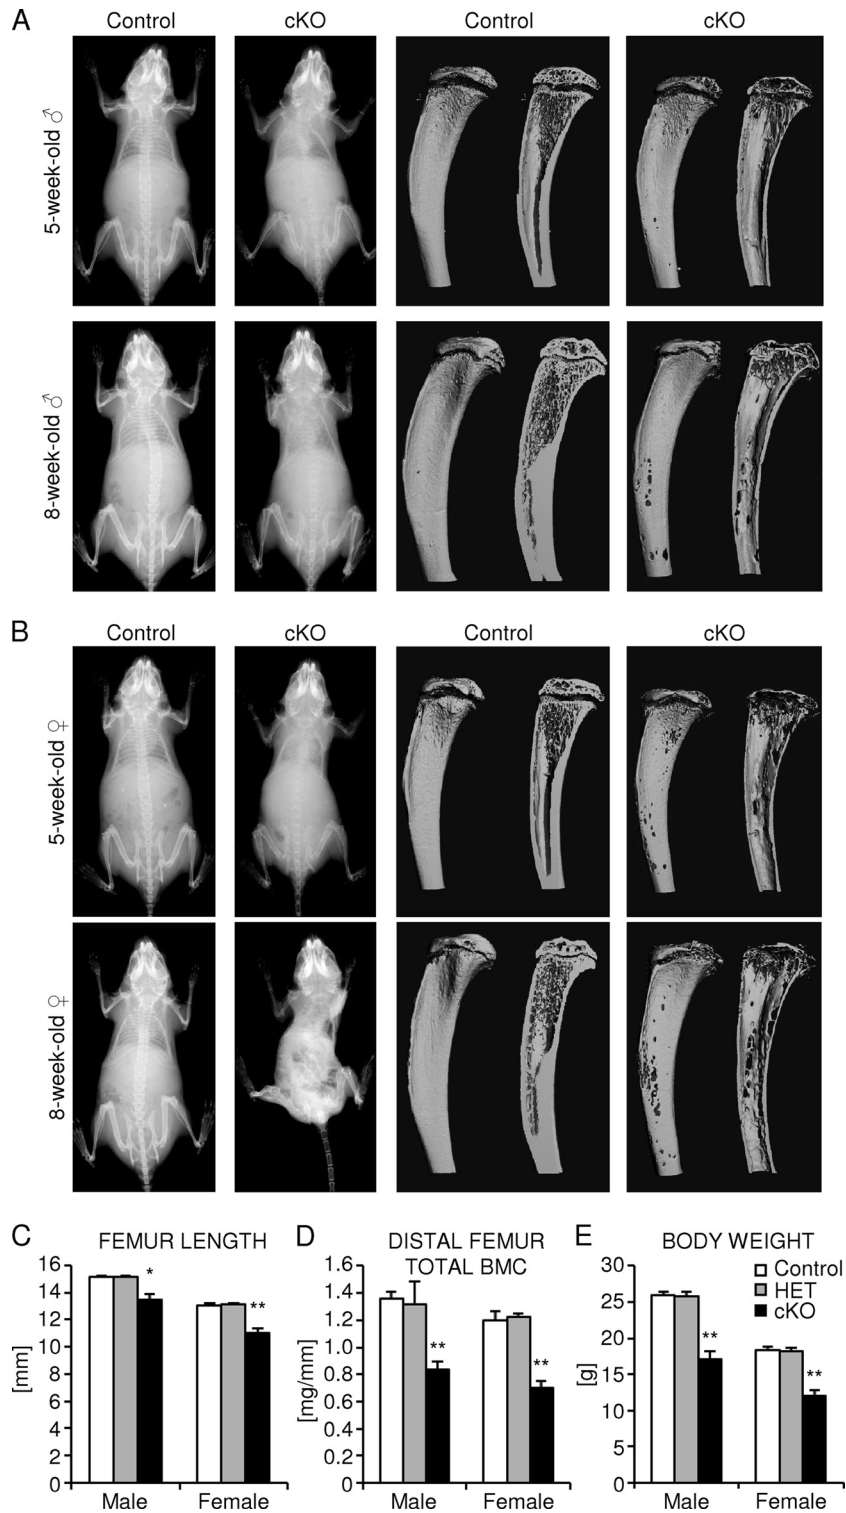 A
Control cKO Control cKO
5-week-old ♂
8-week-old ♂
B
Control cKO Control cKO
5-week-old ♀
8-week-old ♀
C FEMUR LENGTH
[mm]
16
14
12
10
8
6
4
2
0
*
**
Male Female
D DISTAL FEMUR
TOTAL BMC
[mg/mm]
1.6
1.4
1.2
1.0
0.8
0.6
0.4
0.2
0
**
**
Male Female
E BODY WEIGHT
[g]
30
25
20
15
10
5
0
Control
HET
cKO
**
**
Male Female